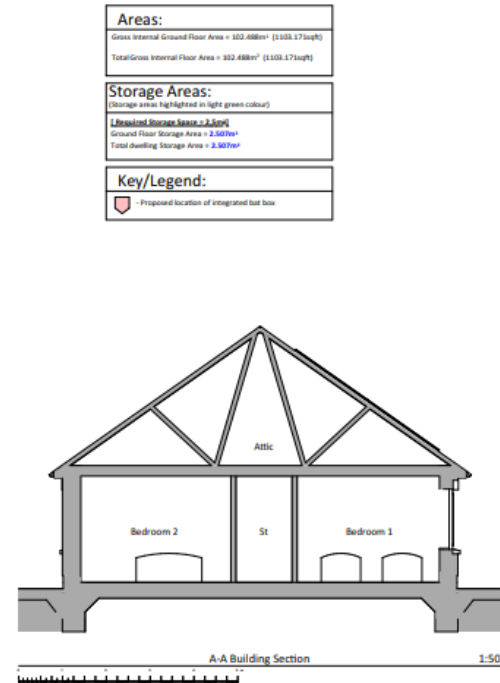 Areas:
Gross Internal Ground Floor Area = 102.488m² (1103.171sqft)
Total Gross Internal Floor Area = 102.488m² (1103.171sqft)
Storage Areas:
(Storage areas highlighted in light green colour)
[ Required Storage Space = 2.5m²]
Ground Floor Storage Area = 2.507m²
Total dwelling Storage Area = 2.507m²
Key/Legend:
- Proposed location of integrated bat box
Attic
Bedroom 2
St
Bedroom 1
A-A Building Section
1:50